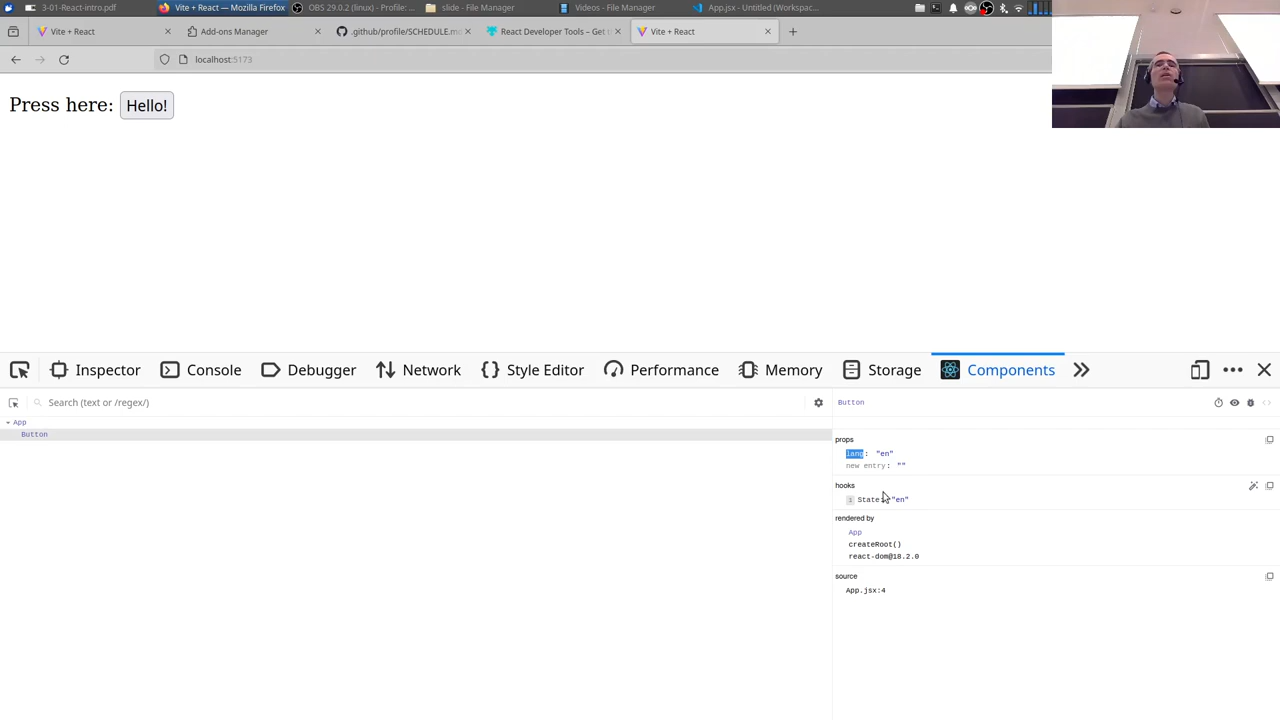 3-01-React-intro.pdf
Vite + React — Mozilla Firefox
OBS 29.0.2 (linux) - Profile: ...
slide - File Manager
Videos - File Manager
App.jsx - Untitled (Workspac...
Vite + React
Add-ons Manager
.github/profile/SCHEDULE.m
React Developer Tools – Get t
Vite + React
localhost:5173
Press here: Hello!
Inspector
Console
Debugger
Network
Style Editor
Performance
Memory
Storage
Components
Search (text or /regex/)
App
Button
Button
props
lang: "en"
new entry: ""
hooks
1 State: "en"
rendered by
App
createRoot()
react-dom@18.2.0
source
App.jsx:4